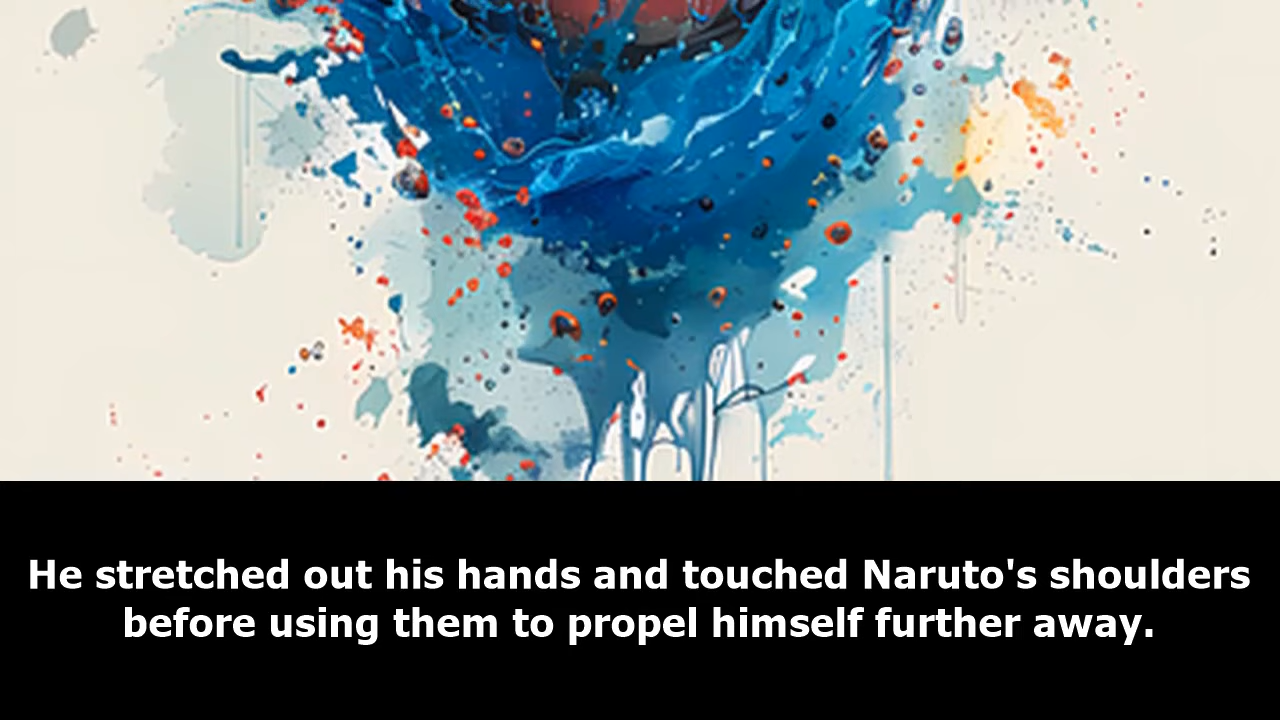 He stretched out his hands and touched Naruto's shoulders
before using them to propel himself further away.